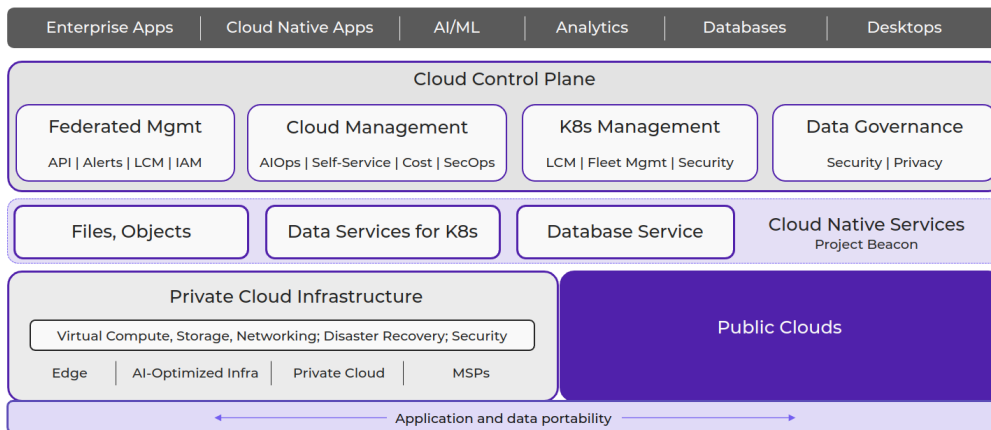 Enterprise Apps | Cloud Native Apps | AI/ML | Analytics | Databases | Desktops
Cloud Control Plane
Federated Mgmt
API | Alerts | LCM | IAM
Cloud Management
AIOps | Self-Service | Cost | SecOps
K8s Management
LCM | Fleet Mgmt | Security
Data Governance
Security | Privacy
Files, Objects
Data Services for K8s
Database Service
Cloud Native Services
Project Beacon
Private Cloud Infrastructure
Virtual Compute, Storage, Networking; Disaster Recovery; Security
Edge | AI-Optimized Infra | Private Cloud | MSPs
Public Clouds
Application and data portability